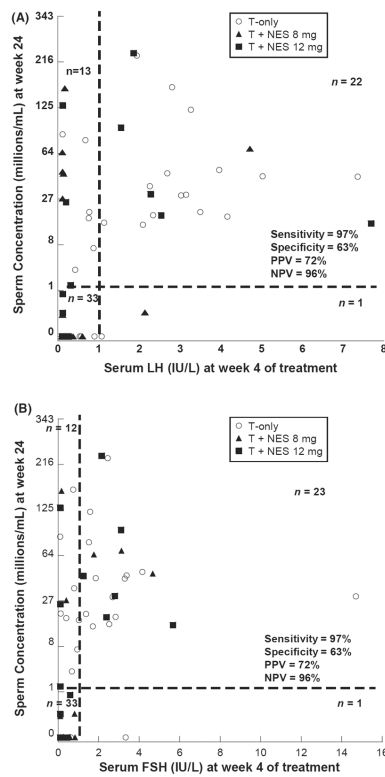 (A)
343
216
125
64
27
8
1
0
Sperm Concentration (millions/mL) at week 24
T-only
T + NES 8 mg
T + NES 12 mg
n=13
n = 22
Sensitivity = 97%
Specificity = 63%
PPV = 72%
NPV = 96%
n = 33
n = 1
0 1 2 3 4 5 6 7 8
Serum LH (IU/L) at week 4 of treatment
(B)
343
216
125
64
27
8
1
0
Sperm Concentration (millions/mL) at week 24
T-only
T + NES 8 mg
T + NES 12 mg
n = 12
n = 23
Sensitivity = 97%
Specificity = 63%
PPV = 72%
NPV = 96%
n = 33
n = 1
0 2 4 6 8 10 12 14 16
Serum FSH (IU/L) at week 4 of treatment